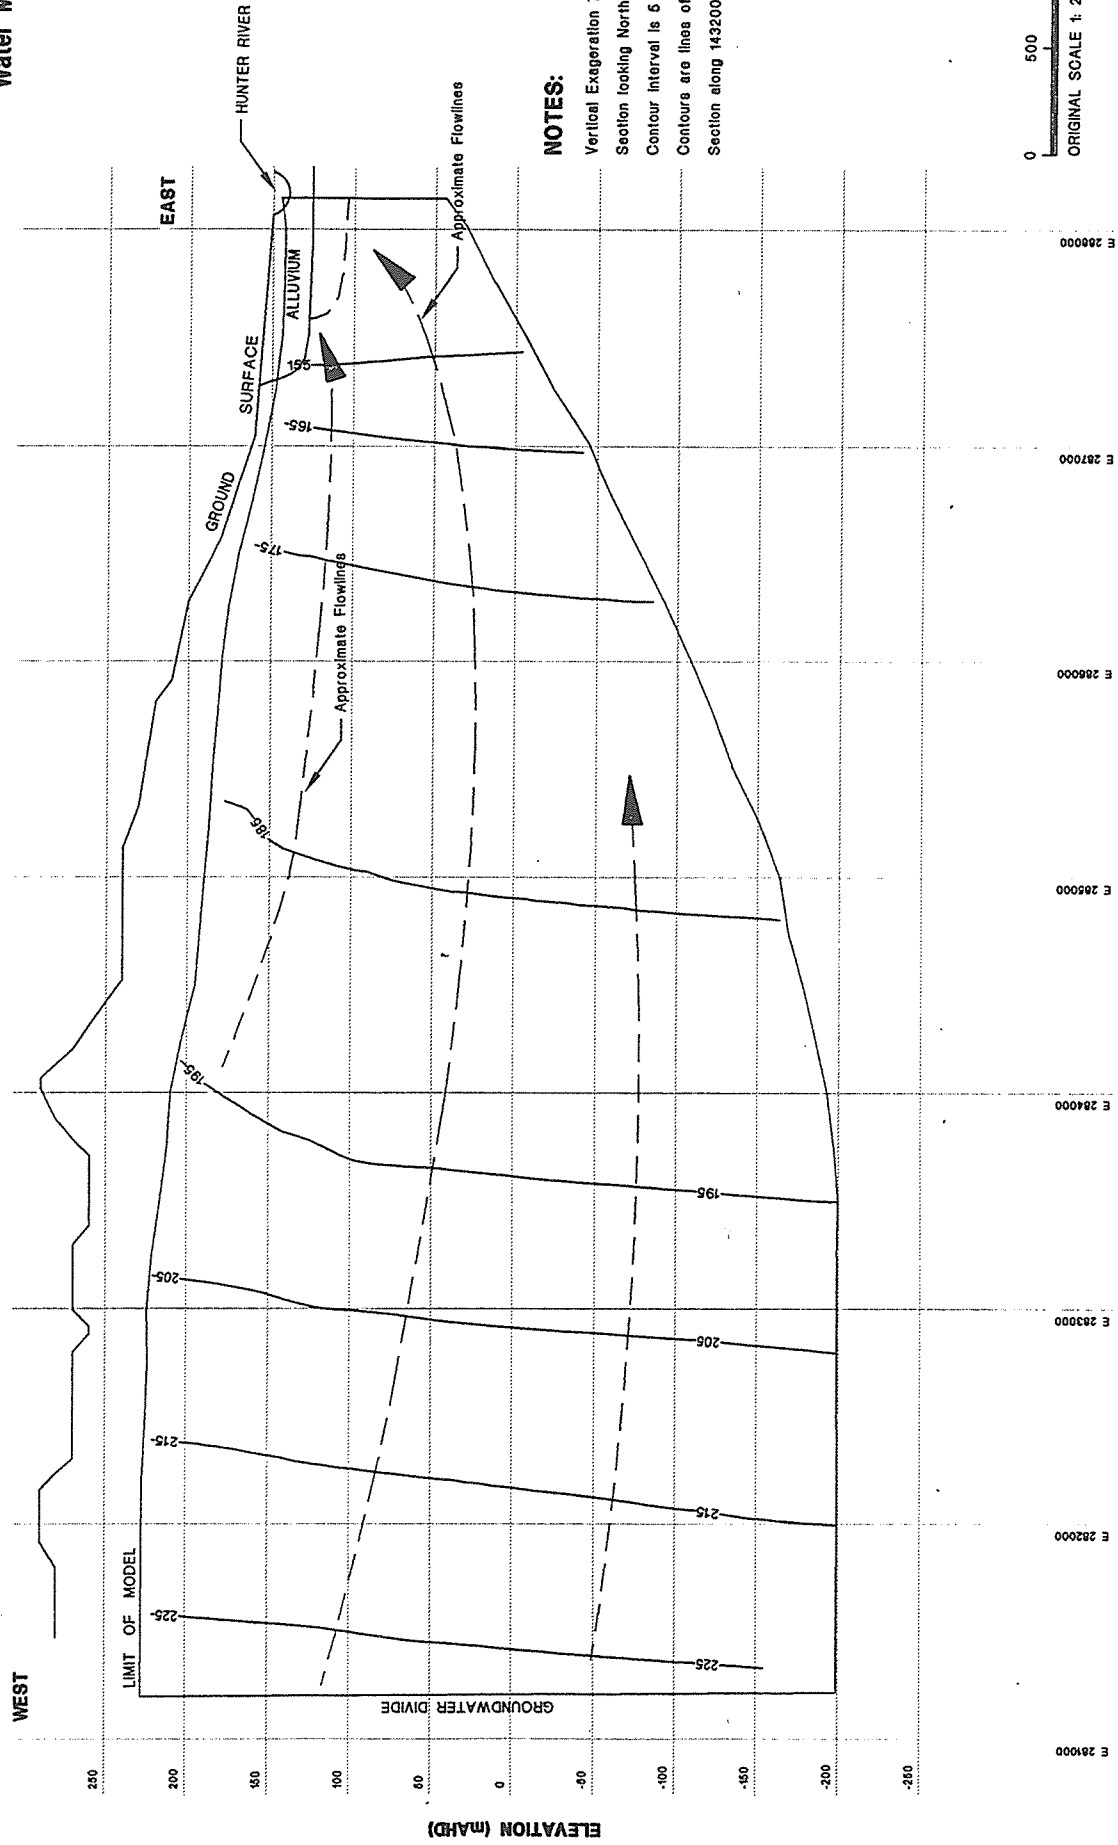 Water M
WEST
EAST
HUNTER RIVER
GROUND
SURFACE
ALLUVIUM
LIMIT OF MODEL
GROUNDWATER DIVIDE
Approximate Flowlines
Approximate Flowlines
225
225
215
215
205
205
195
195
185
175
165
155
ELEVATION (mAHD)
250
200
150
100
50
0
-50
-100
-150
-200
-250
E 281000
E 282000
E 283000
E 284000
E 285000
E 286000
E 287000
E 288000
NOTES:
Vertical Exageration
Section looking North
Contour interval is 5
Contours are lines of
Section along 143200
0
500
ORIGINAL SCALE 1: 2